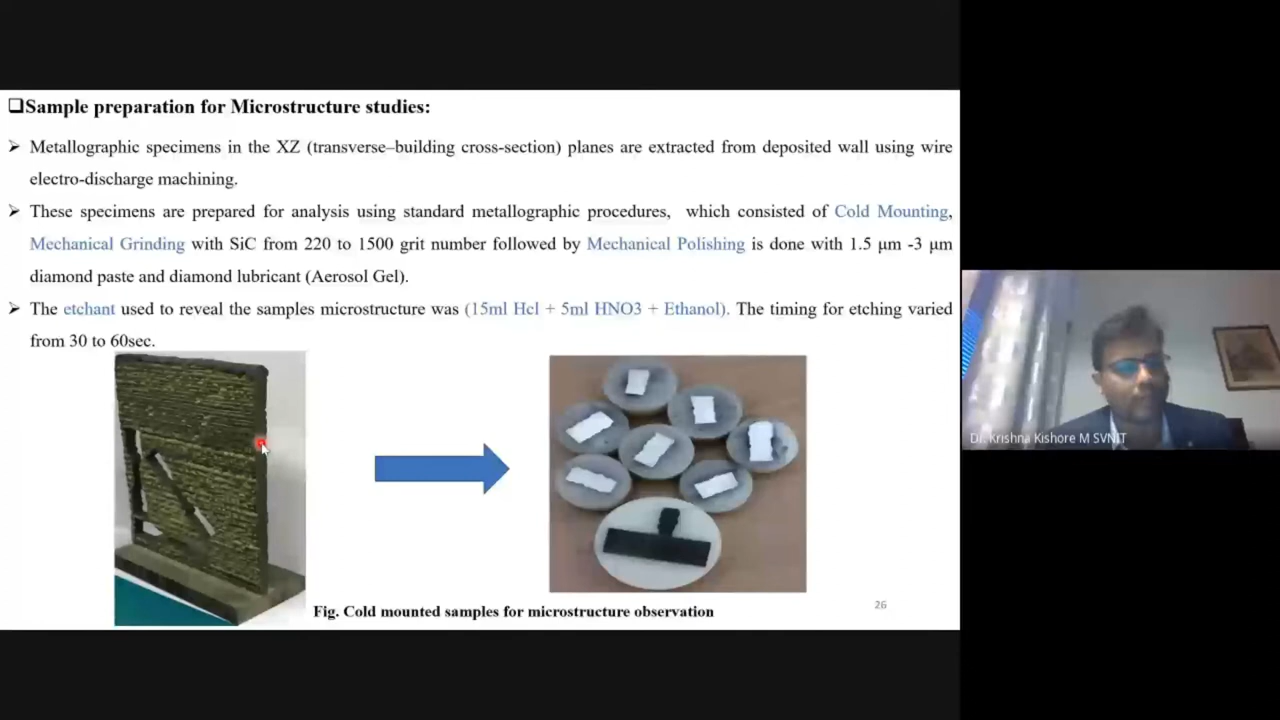 ❑Sample preparation for Microstructure studies:
➢ Metallographic specimens in the XZ (transverse–building cross-section) planes are extracted from deposited wall using wire
electro-discharge machining.
➢ These specimens are prepared for analysis using standard metallographic procedures, which consisted of Cold Mounting,
Mechanical Grinding with SiC from 220 to 1500 grit number followed by Mechanical Polishing is done with 1.5 μm -3 μm
diamond paste and diamond lubricant (Aerosol Gel).
➢ The etchant used to reveal the samples microstructure was (15ml Hcl + 5ml HNO3 + Ethanol). The timing for etching varied
from 30 to 60sec.
Fig. Cold mounted samples for microstructure observation
26
Dr. Krishna Kishore M SVNIT